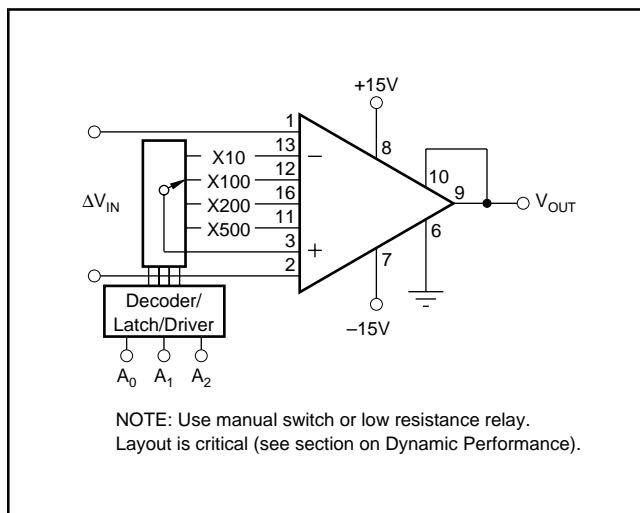 +15V
1
13
X10
−
8
12
X100
10
16
X200
9
ΔV_IN
V_OUT
11
X500
6
3
+
7
2
Decoder/
Latch/Driver
−15V
A_0 A_1 A_2
NOTE: Use manual switch or low resistance relay.
Layout is critical (see section on Dynamic Performance).